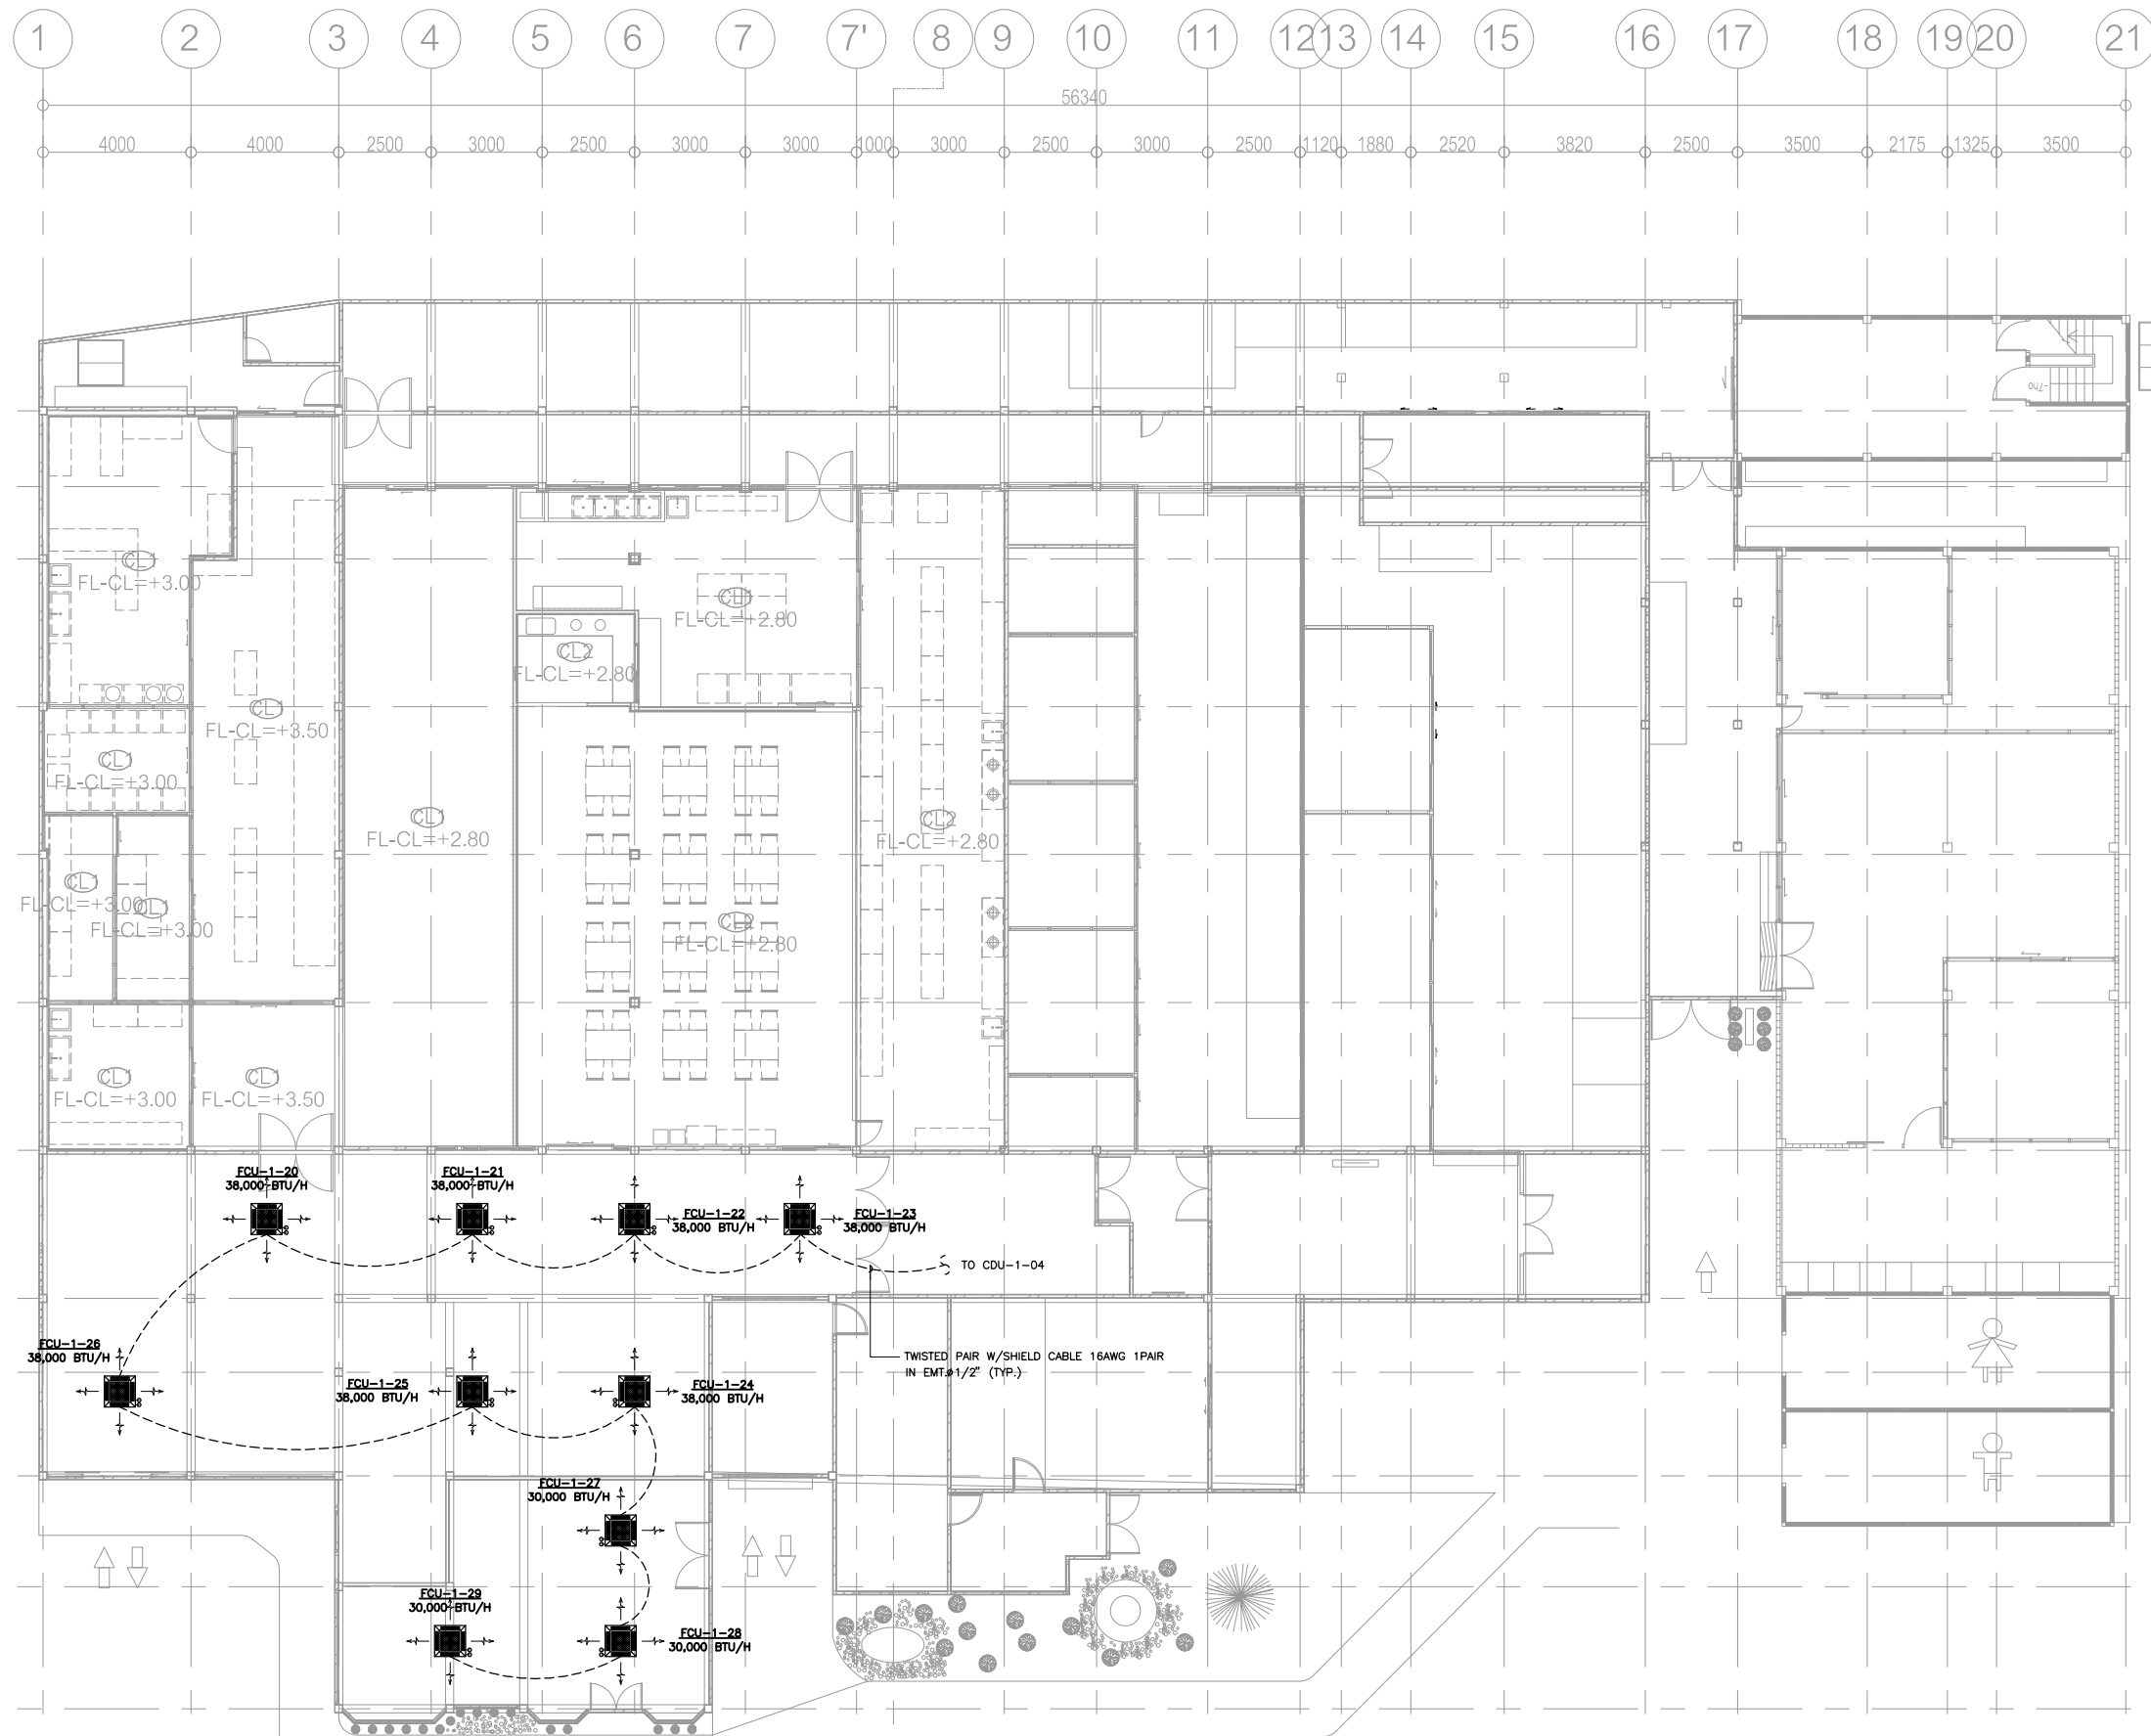 1 2 3 4 5 6 7 7' 8 9 10 11 12 13 14 15 16 17 18 19 20 21
56340
4000 4000 2500 3000 2500 3000 3000 1000 3000 2500 3000 2500 1120 1880 2520 3820 2500 3500 2175 1325 3500
CL1
FL-CL=+3.00
CL1
FL-CL=+2.80
CL2
FL-CL=+2.80
CL1
FL-CL=+3.50
CL1
FL-CL=+3.00
CL1
FL-CL=+2.80
CL2
FL-CL=+2.80
CL1
FL-CL=+3.00
CL1
FL-CL=+3.00
CL2
FL-CL=+2.80
CL1
FL-CL=+3.00
CL1
FL-CL=+3.50
FCU-1-20
38,000 BTU/H
FCU-1-21
38,000 BTU/H
FCU-1-22
38,000 BTU/H
FCU-1-23
38,000 BTU/H
TO CDU-1-04
FCU-1-26
38,000 BTU/H
FCU-1-25
38,000 BTU/H
FCU-1-24
38,000 BTU/H
TWISTED PAIR W/SHIELD CABLE 16AWG 1PAIR
IN EMT.ø1/2" (TYP.)
FCU-1-27
30,000 BTU/H
FCU-1-29
30,000 BTU/H
FCU-1-28
30,000 BTU/H